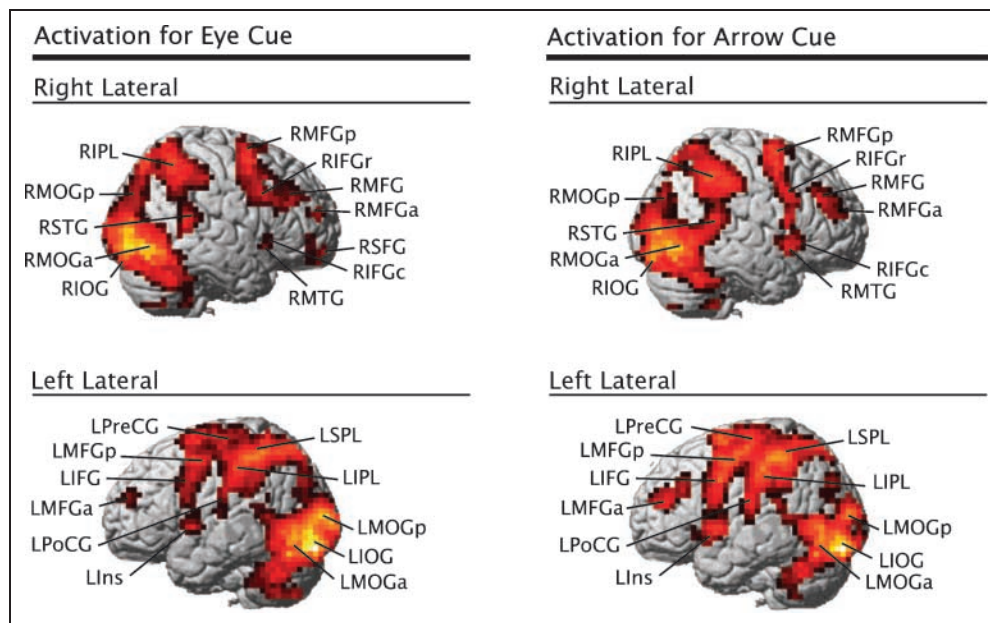 Activation for Eye Cue
Right Lateral
RMFGp
RIPL
RIFGr
RMOGp
RMFG
RMFGa
RSTG
RMOGa
RSFG
RIFGc
RIOG
RMTG
Left Lateral
LPreCG
LSPL
LMFGp
LIFG
LIPL
LMFGa
LMOGp
LPoCG
LIOG
LIns
LMOGa
Activation for Arrow Cue
Right Lateral
RMFGp
RIPL
RIFGr
RMOGp
RMFG
RMFGa
RSTG
RMOGa
RIFGc
RIOG
RMTG
Left Lateral
LPreCG
LSPL
LMFGp
LIFG
LIPL
LMFGa
LMOGp
LPoCG
LIOG
LIns
LMOGa